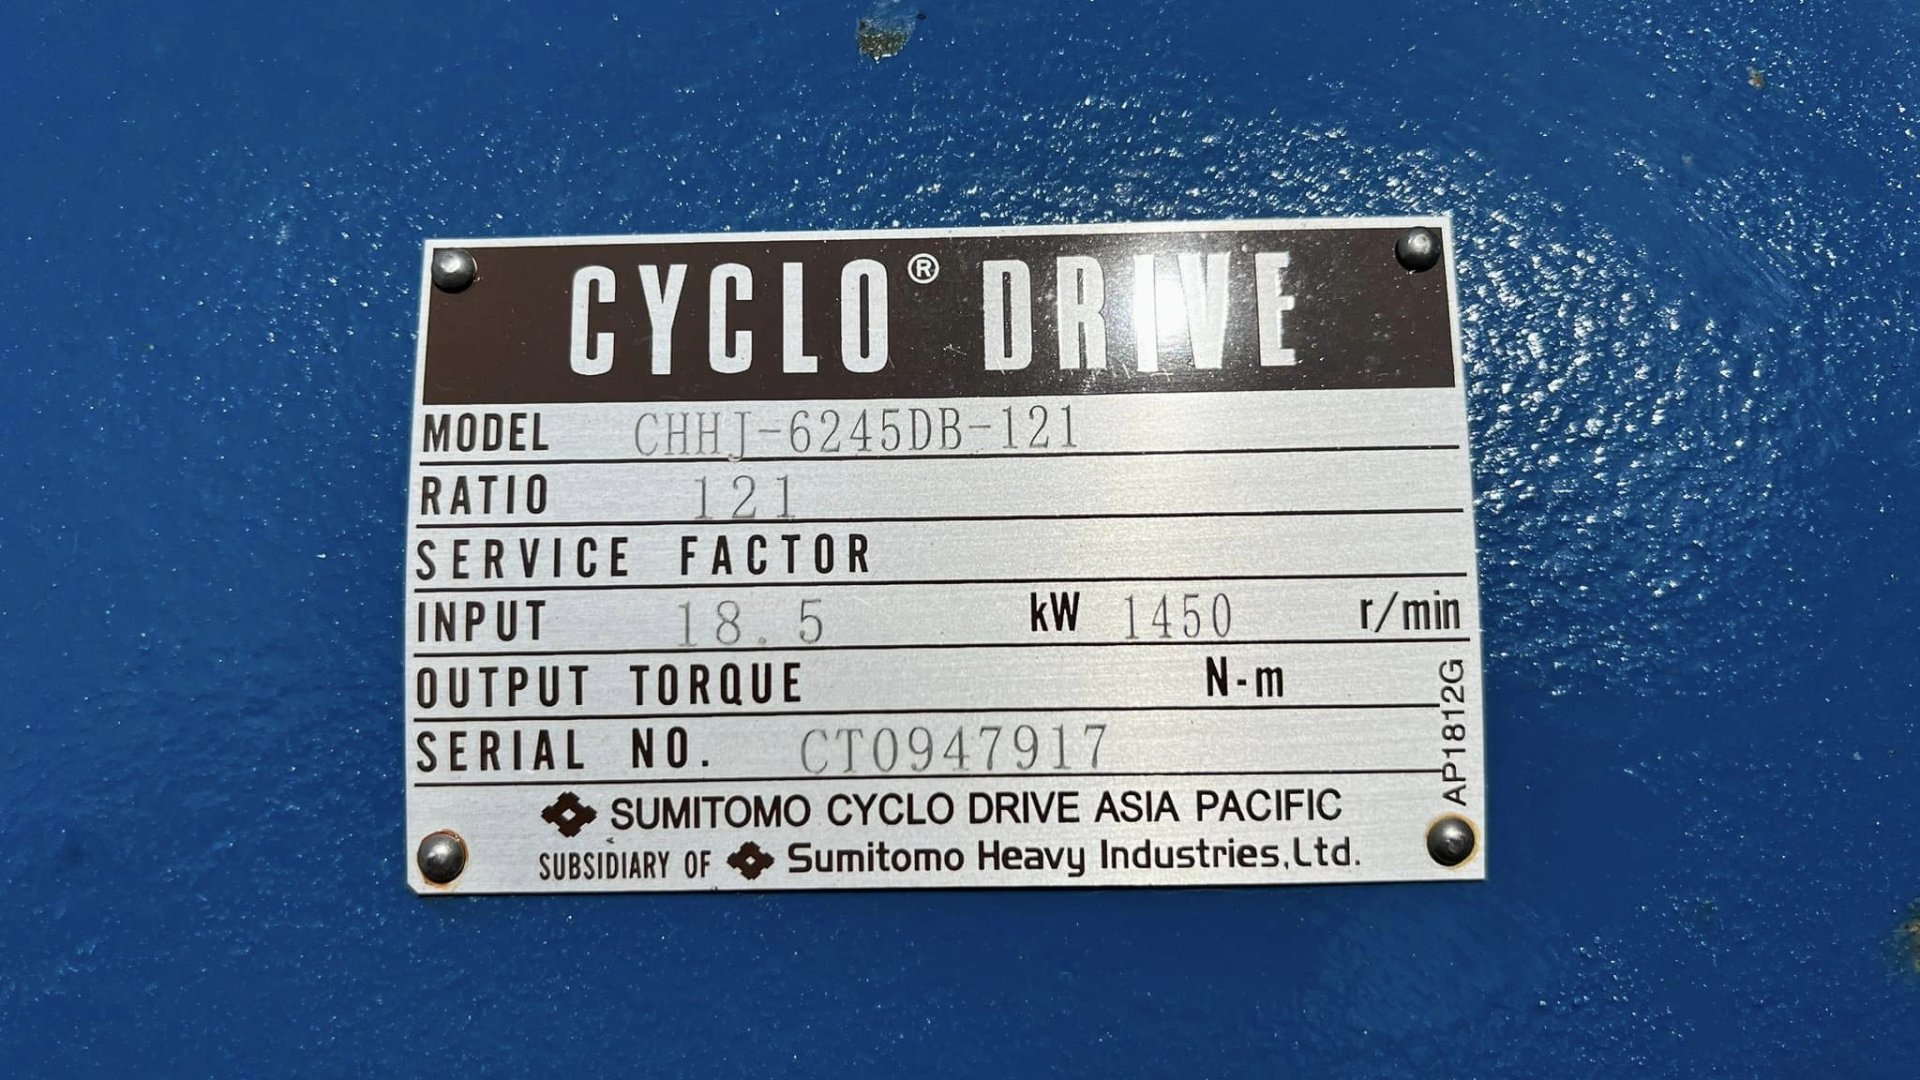 CYCLO® DRIVE
MODEL CHHJ-6245DB-121
RATIO 121
SERVICE FACTOR
INPUT 18.5 kW 1450 r/min
OUTPUT TORQUE N-m
SERIAL NO. CT0947917
AP1812G
SUMITOMO CYCLO DRIVE ASIA PACIFIC
SUBSIDIARY OF Sumitomo Heavy Industries,Ltd.